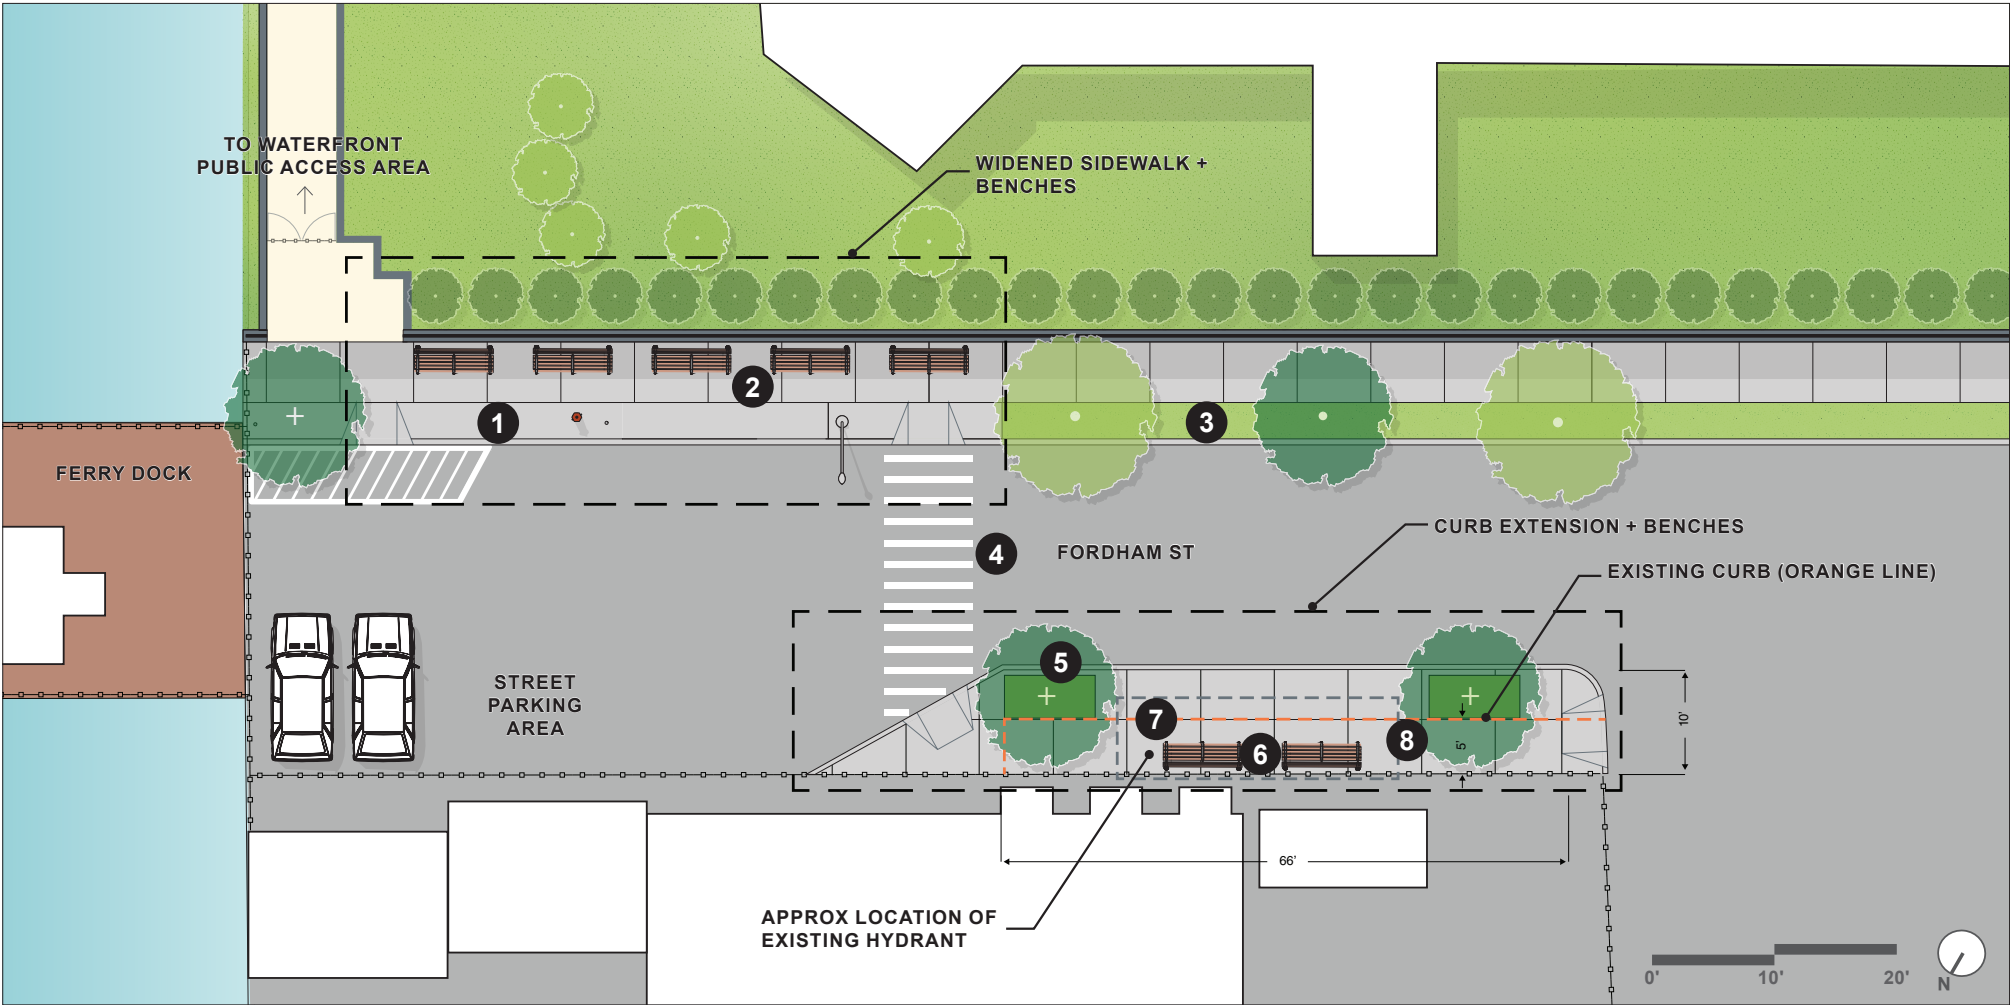 TO WATERFRONT
PUBLIC ACCESS AREA
WIDENED SIDEWALK +
BENCHES
2
1
3
FERRY DOCK
4
FORDHAM ST
CURB EXTENSION + BENCHES
EXISTING CURB (ORANGE LINE)
STREET
PARKING
AREA
5
7
6
8
5'
10'
66'
APPROX LOCATION OF
EXISTING HYDRANT
0'
10'
20'
N